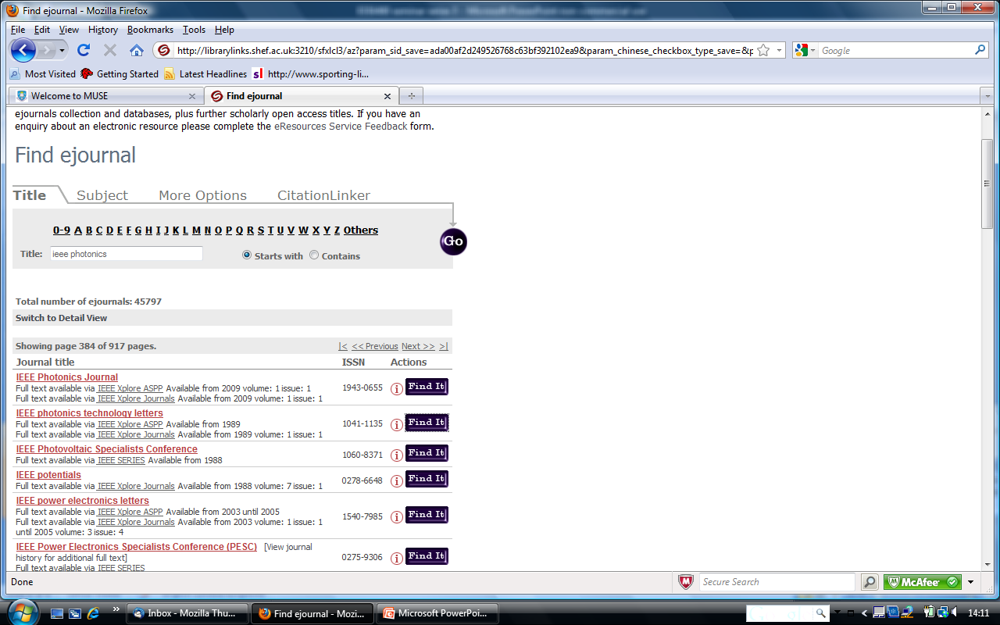 Find ejournal - Mozilla Firefox
File Edit View History Bookmarks Tools Help
http://librarylinks.shef.ac.uk:3210/sfxlcl3/az?param_sid_save=ada00af2d249526768c63bf392102ea9&param_chinese_checkbox_type_save=&p
Google
Most Visited Getting Started Latest Headlines http://www.sporting-li...
Welcome to MUSE Find ejournal
ejournals collection and databases, plus further scholarly open access titles. If you have an
enquiry about an electronic resource please complete the eResources Service Feedback form.
Find ejournal
Title Subject More Options CitationLinker
0-9 A B C D E F G H I J K L M N O P Q R S T U V W X Y Z Others
Go
Title: ieee photonics Starts with Contains
Total number of ejournals: 45797
Switch to Detail View
Showing page 384 of 917 pages. |< << Previous Next >> >|
Journal title ISSN Actions
IEEE Photonics Journal
Full text available via IEEE Xplore ASPP Available from 2009 volume: 1 issue: 1 1943-0655 Find It
Full text available via IEEE Xplore Journals Available from 2009 volume: 1 issue: 1
IEEE photonics technology letters
Full text available via IEEE Xplore ASPP Available from 1989 1041-1135 Find It
Full text available via IEEE Xplore Journals Available from 1989 volume: 1 issue: 1
IEEE Photovoltaic Specialists Conference 1060-8371 Find It
Full text available via IEEE SERIES Available from 1988
IEEE potentials 0278-6648 Find It
Full text available via IEEE Xplore Journals Available from 1988 volume: 7 issue: 1
IEEE power electronics letters
Full text available via IEEE Xplore ASPP Available from 2003 until 2005 1540-7985 Find It
Full text available via IEEE Xplore Journals Available from 2003 volume: 1 issue: 1
until 2005 volume: 3 issue: 4
IEEE Power Electronics Specialists Conference (PESC) [View journal
history for additional full text] 0275-9306 Find It
Full text available via IEEE SERIES
Done Secure Search McAfee
Inbox - Mozilla Thu... Find ejournal - Mozi... Microsoft PowerPoi... 14:11